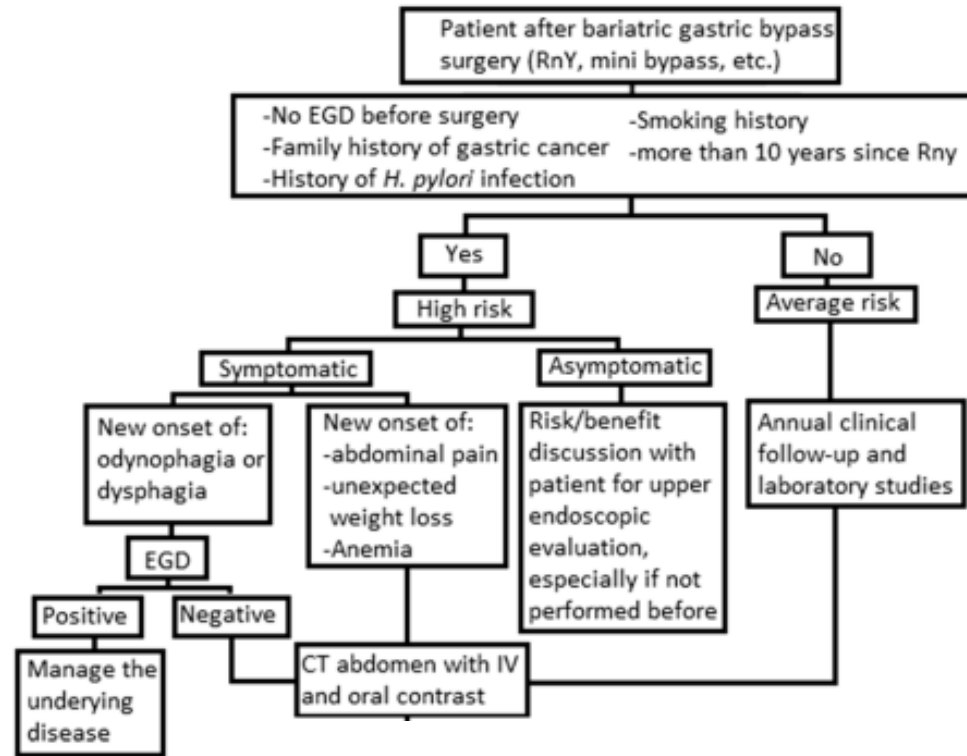 Patient after bariatric gastric bypass
surgery (RnY, mini bypass, etc.)
-No EGD before surgery
-Family history of gastric cancer
-History of H. pylori infection
-Smoking history
-more than 10 years since Rny
Yes
No
High risk
Average risk
Symptomatic
Asymptomatic
New onset of:
odynophagia or
dysphagia
New onset of:
-abdominal pain
-unexpected
weight loss
-Anemia
Risk/benefit
discussion with
patient for upper
endoscopic
evaluation,
especially if not
performed before
Annual clinical
follow-up and
laboratory studies
EGD
Positive
Negative
Manage the
underying
disease
CT abdomen with IV
and oral contrast